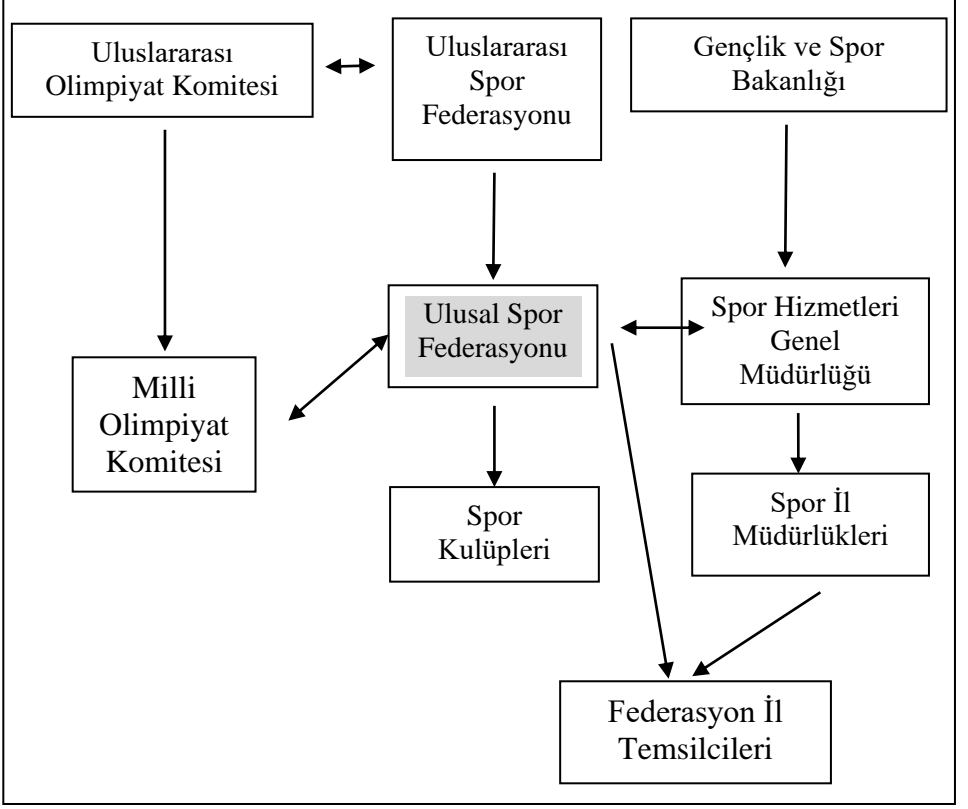 Uluslararası
Olimpiyat Komitesi
Uluslararası
Spor
Federasyonu
Gençlik ve Spor
Bakanlığı
Ulusal Spor
Federasyonu
Spor Hizmetleri
Genel
Müdürlüğü
Milli
Olimpiyat
Komitesi
Spor
Kulüpleri
Spor İl
Müdürlükleri
Federasyon İl
Temsilcileri